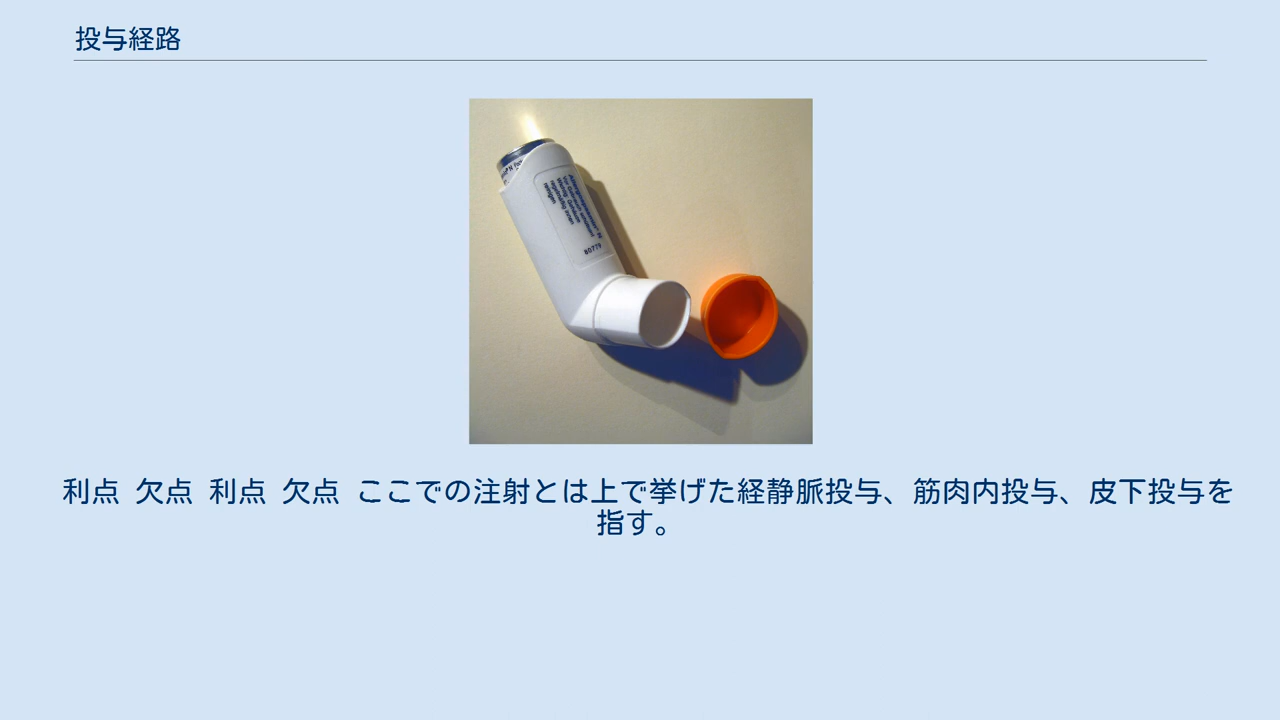 投与経路
80779
利点 欠点 利点 欠点 ここでの注射とは上で挙げた経静脈投与、筋肉内投与、皮下投与を
指す。